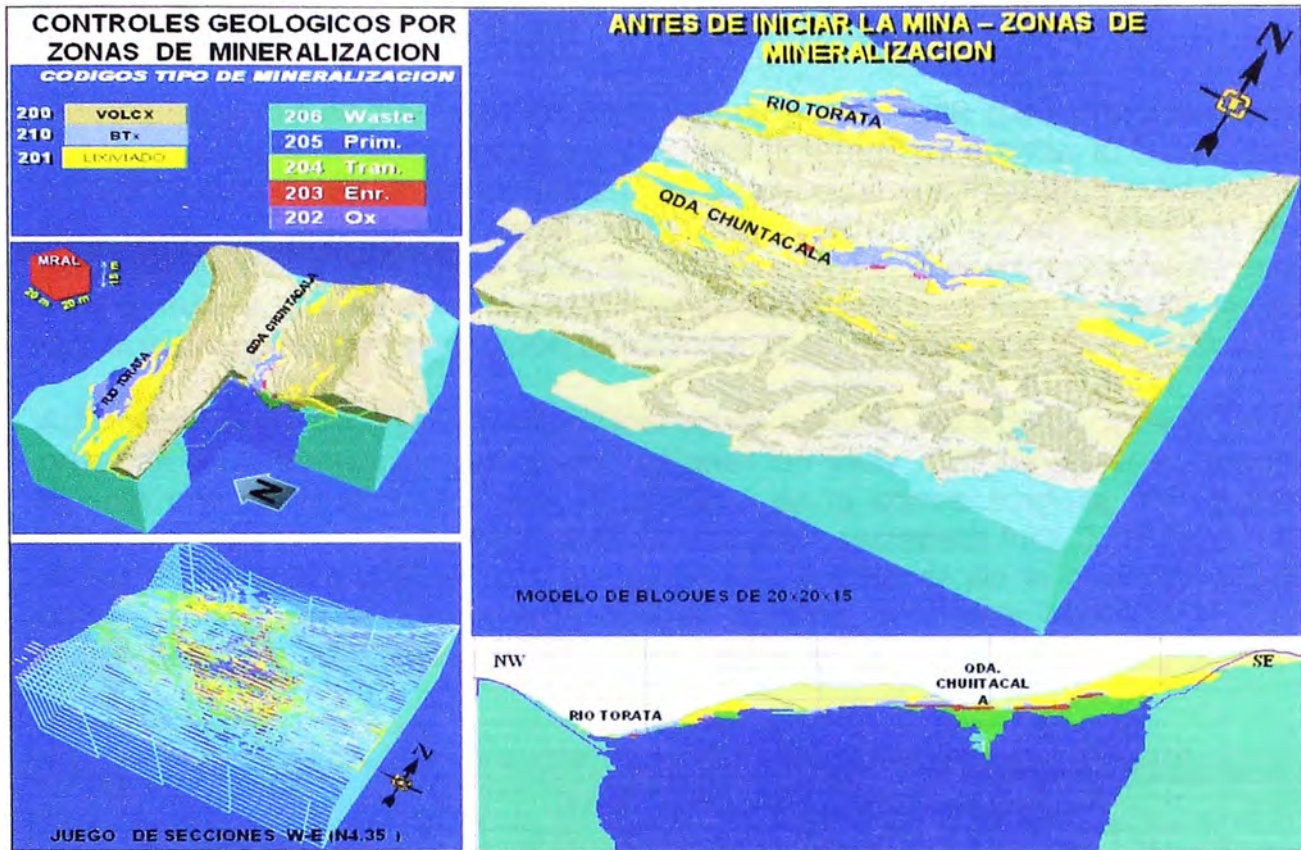 CONTROLES GEOLOGICOS POR
ZONAS DE MINERALIZACION
CODIGOS TIPO DE MINERALIZACION
200 VOLCX
210 BTx
201 LIXIVIADO
206 Waste
205 Prim.
204 Tran.
203 Enr.
202 Ox
MRAL
15 m
20 m 20 m
RIO TORATA
QDA. CHUNTACALA
N
JUEGO DE SECCIONES W-E (N4.35 )
N
ANTES DE INICIAR LA MINA – ZONAS DE
MINERALIZACION
RIO TORATA
QDA. CHUNTACALA
N
MODELO DE BLOQUES DE 20x20x15
NW
QDA.
CHUNTACAL
A
SE
RIO TORATA